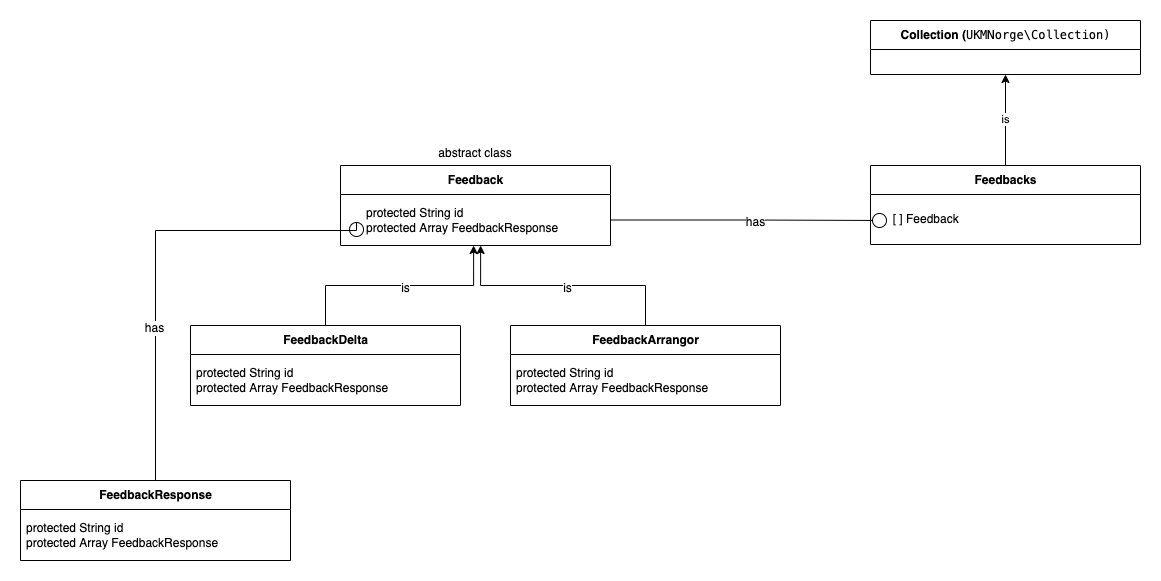 Collection (UKMNorge\Collection)
is
abstract class
Feedback
protected String id
protected Array FeedbackResponse
has
Feedbacks
[ ] Feedback
is
is
has
FeedbackDelta
protected String id
protected Array FeedbackResponse
FeedbackArrangor
protected String id
protected Array FeedbackResponse
FeedbackResponse
protected String id
protected Array FeedbackResponse